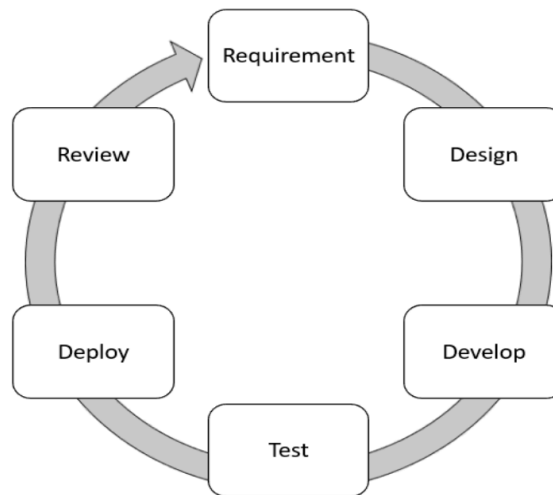 Requirement
Design
Develop
Test
Deploy
Review